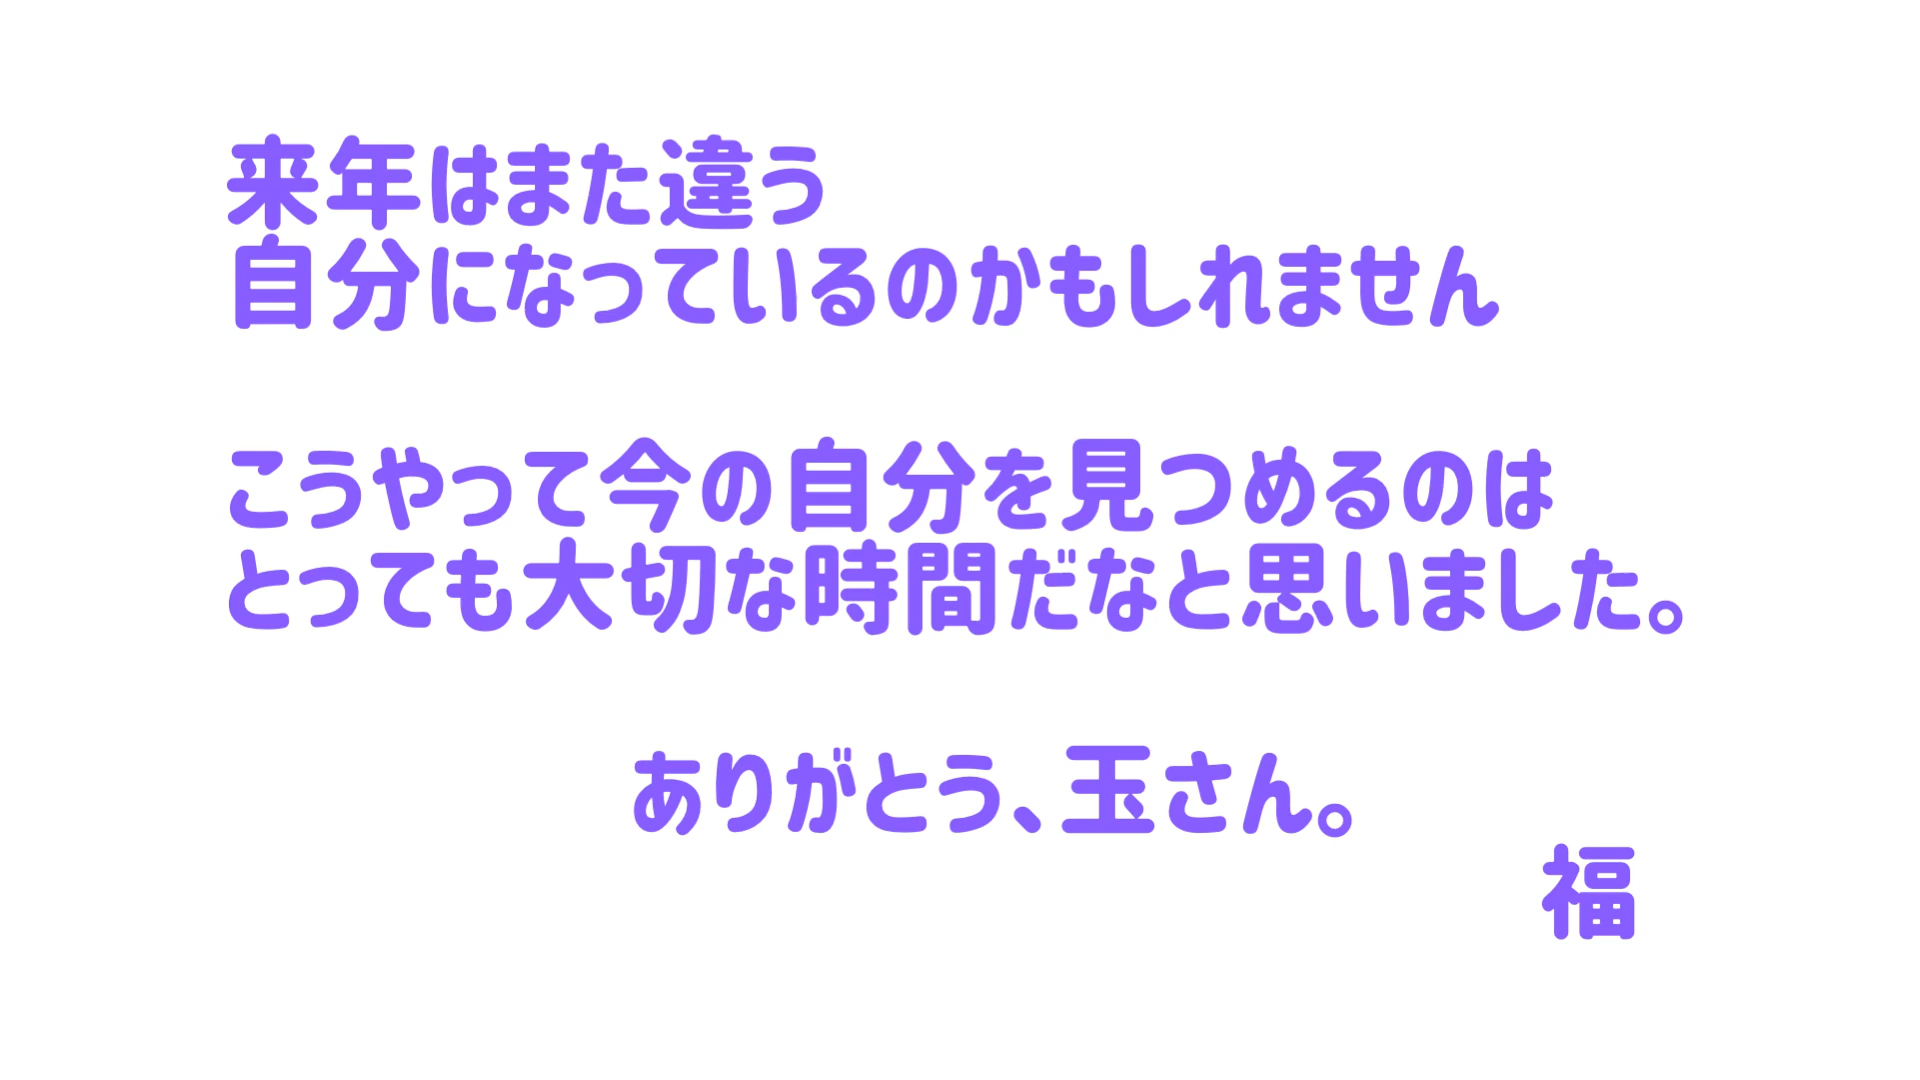 来年はまた違う
自分になっているのかもしれません
こうやって今の自分を見つめるのは
とっても大切な時間だなと思いました。
ありがとう、玉さん。
福